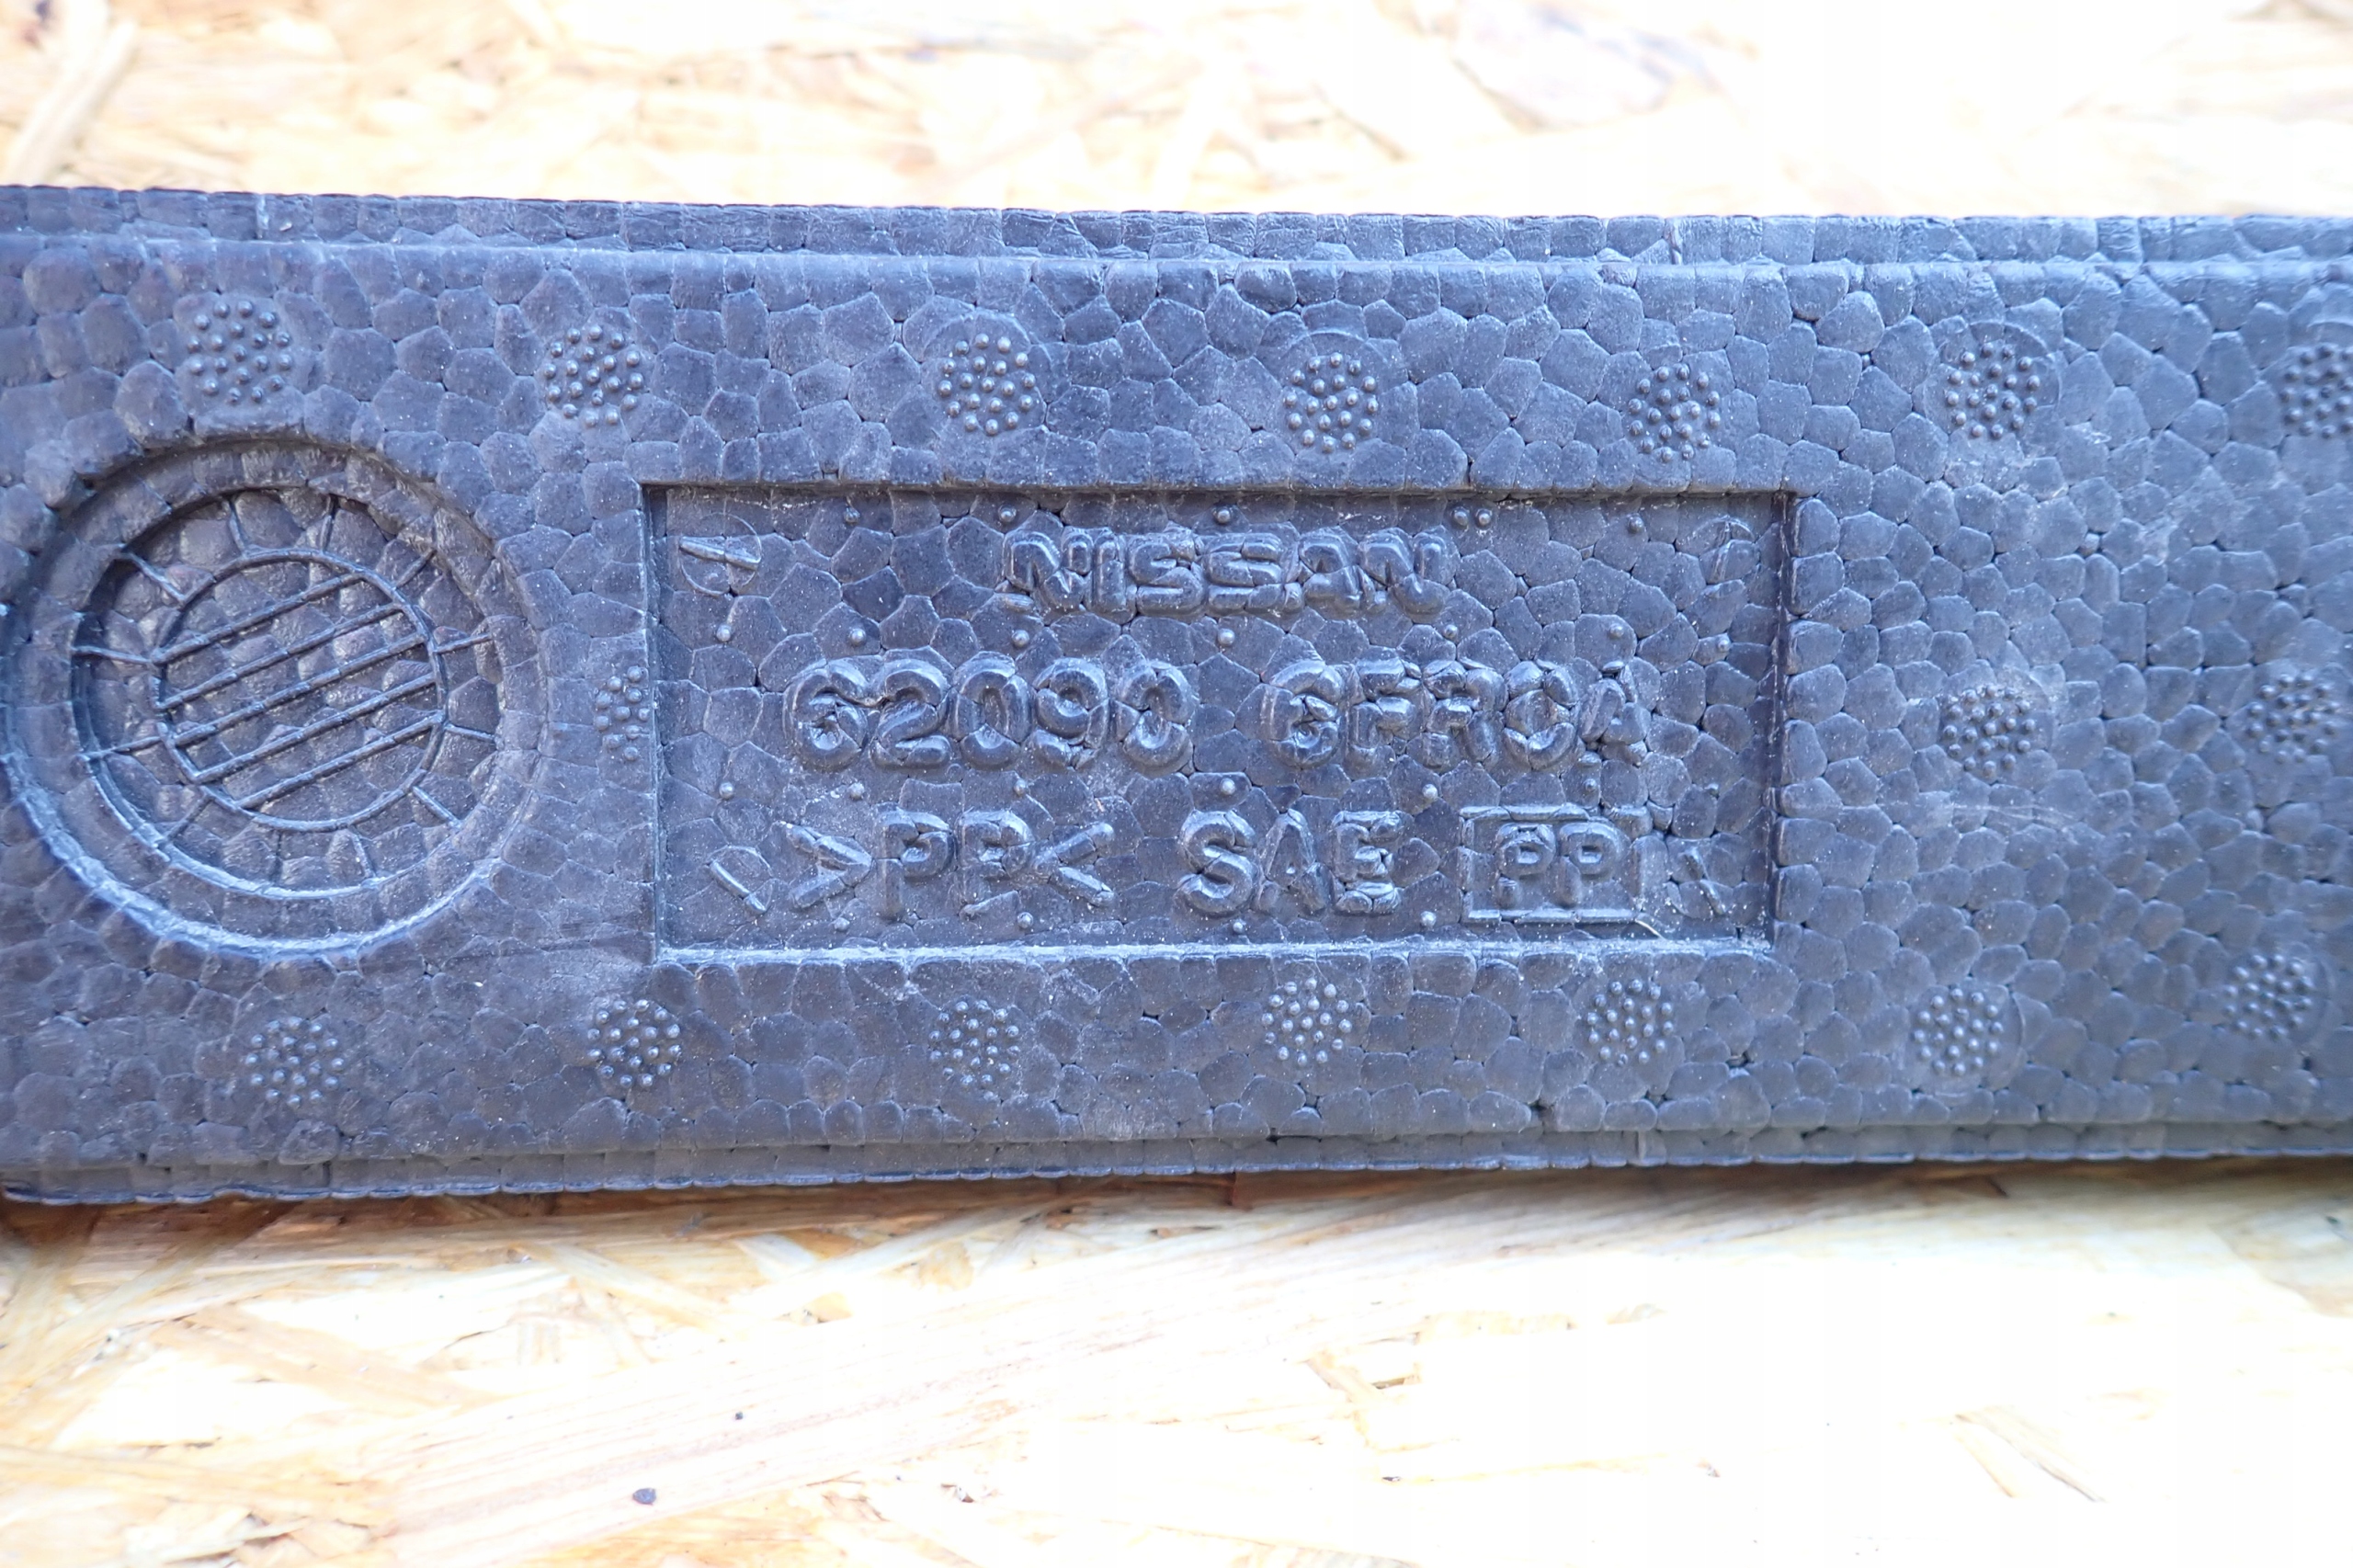 NISSAN
62090 6FR0A
>PP< SAE PP